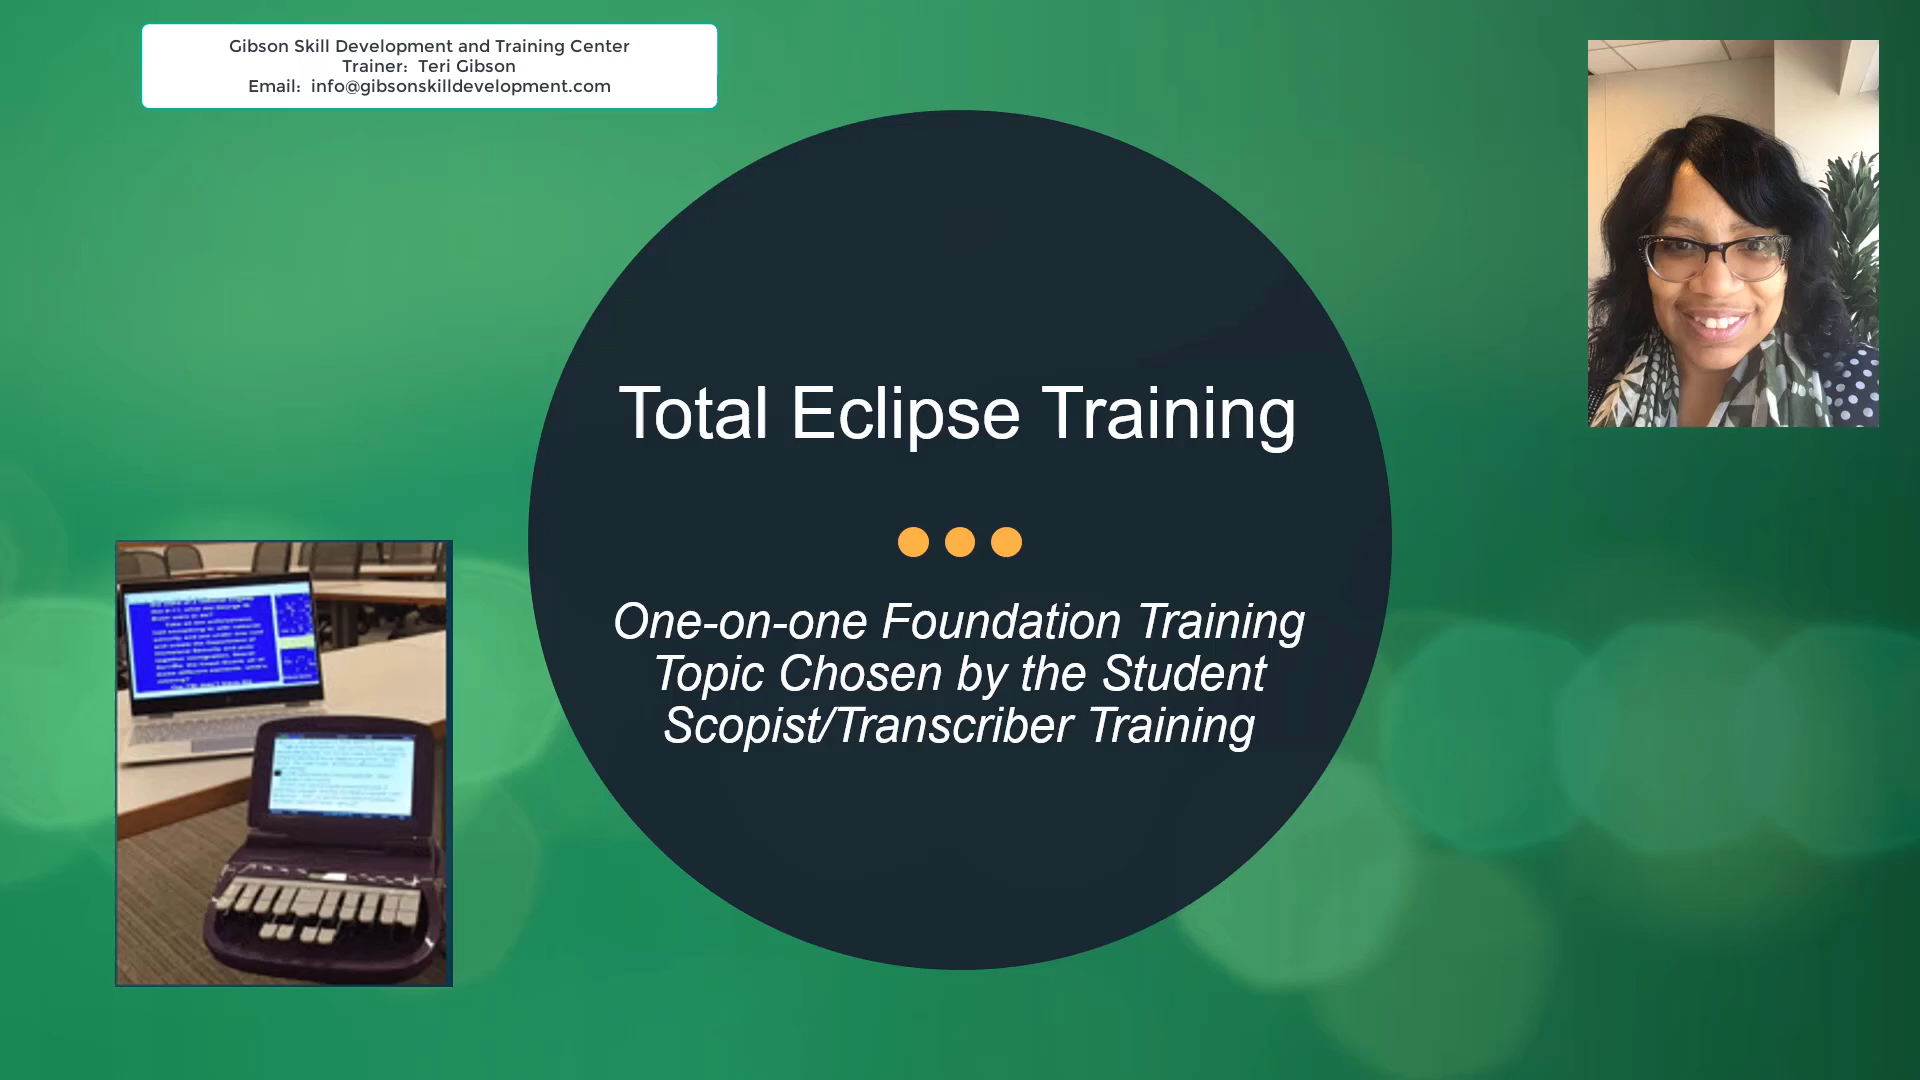 Gibson Skill Development and Training Center
Trainer:  Teri Gibson
Email:  info@gibsonskilldevelopment.com
Total Eclipse Training
One-on-one Foundation Training
Topic Chosen by the Student
Scopist/Transcriber Training